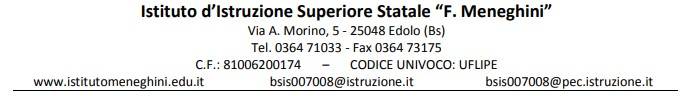 Istituto d'Istruzione Superiore Statale “F. Meneghini”
Via A. Morino, 5 - 25048 Edolo (Bs)
Tel. 0364 71033 - Fax 0364 73175
C.F.: 81006200174 – CODICE UNIVOCO: UFLIPE
www.istitutomeneghini.edu.it bsis007008@istruzione.it bsis007008@pec.istruzione.it